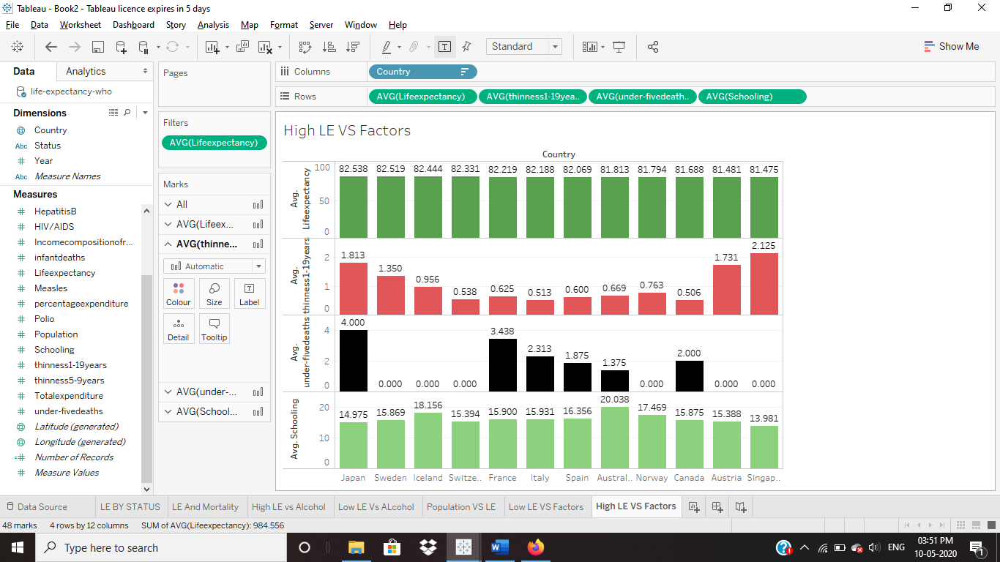 Tableau - Book2 - Tableau licence expires in 5 days
File Data Worksheet Dashboard Story Analysis Map Format Server Window Help
Standard Show Me
Data Analytics
life-expectancy-who
Dimensions
Country
Abc Status
Year
Abc Measure Names
Measures
HepatitisB
HIV/AIDS
Incomecompositionofr...
infantdeaths
Lifeexpectancy
Measles
percentageexpenditure
Polio
Population
Schooling
thinness1-19years
thinness5-9years
Totalexpenditure
under-fivedeaths
Latitude (generated)
Longitude (generated)
Number of Records
Measure Values
Pages
Filters
AVG(Lifeexpectancy)
Marks
All
AVG(Lifeex...
AVG(thinne...
Automatic
Colour Size Label
Detail Tooltip
AVG(under-...
AVG(School...
Columns Country
Rows AVG(Lifeexpectancy) AVG(thinness1-19yea.. AVG(under-fivedeath.. AVG(Schooling)
High LE VS Factors
Country
Avg. Lifeexpectancy
100
50
0
82.538 82.519 82.444 82.331 82.219 82.188 82.069 81.813 81.794 81.688 81.481 81.475
Avg. thinness1-19years
2
1
0
1.813 1.350 0.956 0.538 0.625 0.513 0.600 0.669 0.763 0.506 1.731 2.125
Avg. under-fivedeaths
4
2
0
4.000 0.000 0.000 0.000 3.438 2.313 1.875 1.375 0.000 2.000 0.000 0.000
Avg. Schooling
20
10
0
14.975 15.869 18.156 15.394 15.900 15.931 16.356 20.038 17.469 15.875 15.388 13.981
Japan Sweden Iceland Switze.. France Italy Spain Austral.. Norway Canada Austria Singap..
Data Source LE BY STATUS LE And Mortality High LE vs Alcohol Low LE Vs ALcohol Population VS LE Low LE VS Factors High LE VS Factors
48 marks 4 rows by 12 columns SUM of AVG(Lifeexpectancy): 984.556
Type here to search
ENG
03:51 PM
10-05-2020
1